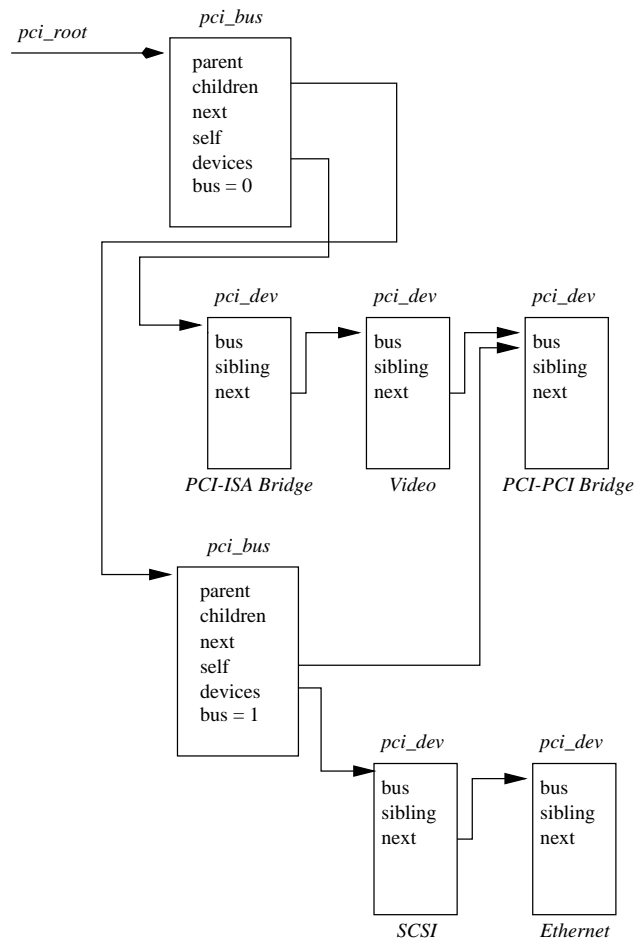 pci_root
pci_bus
parent
children
next
self
devices
bus = 0
pci_dev
pci_dev
pci_dev
bus
sibling
next
bus
sibling
next
bus
sibling
next
PCI-ISA Bridge
Video
PCI-PCI Bridge
pci_bus
parent
children
next
self
devices
bus = 1
pci_dev
pci_dev
bus
sibling
next
bus
sibling
next
SCSI
Ethernet